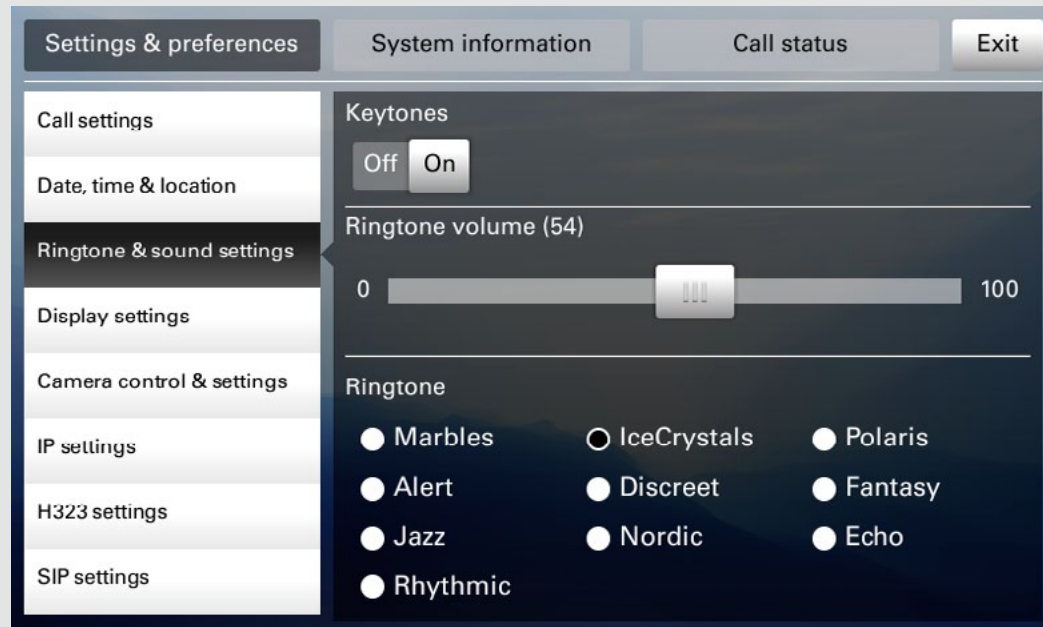 Settings & preferences
System information
Call status
Exit
Call settings
Date, time & location
Ringtone & sound settings
Display settings
Camera control & settings
IP settings
H323 settings
SIP settings
Keytones
Off On
Ringtone volume (54)
0 100
Ringtone
Marbles IceCrystals Polaris
Alert Discreet Fantasy
Jazz Nordic Echo
Rhythmic